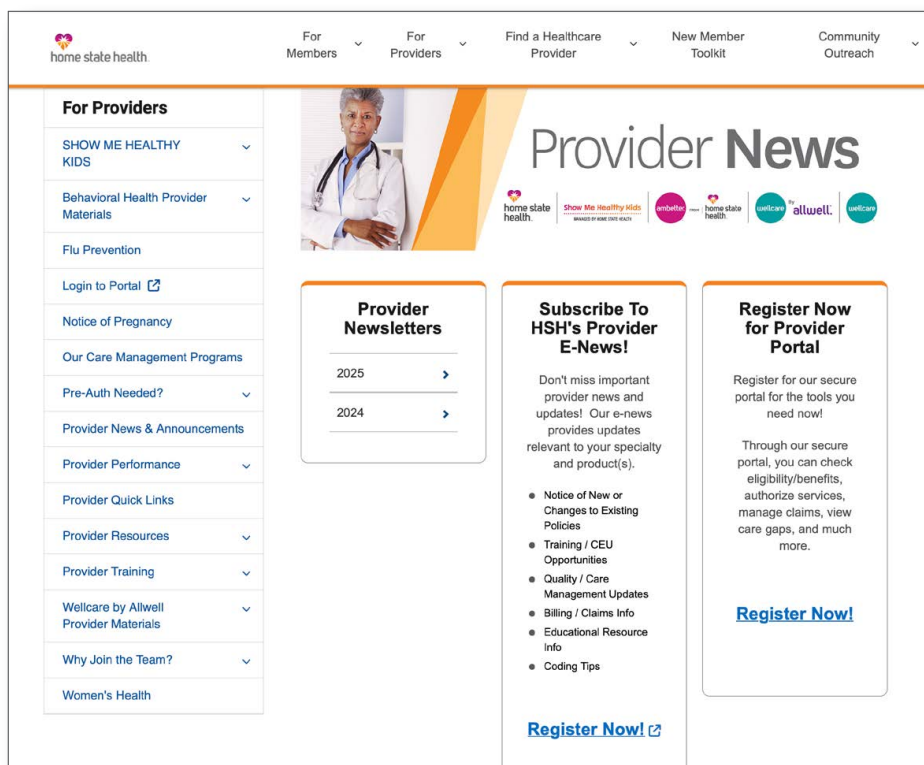 home state health.
For
Members
For
Providers
Find a Healthcare
Provider
New Member
Toolkit
Community
Outreach
For Providers
SHOW ME HEALTHY
KIDS
Behavioral Health Provider
Materials
Flu Prevention
Login to Portal
Notice of Pregnancy
Our Care Management Programs
Pre-Auth Needed?
Provider News & Announcements
Provider Performance
Provider Quick Links
Provider Resources
Provider Training
Wellcare by Allwell
Provider Materials
Why Join the Team?
Women's Health
Provider News
home state
health.
Show Me Healthy Kids
MANAGED BY HOME STATE HEALTH
ambetter
home state
health.
wellcare
By
allwell.
wellcare
Provider
Newsletters
2025
2024
Subscribe To
HSH's Provider
E-News!
Don't miss important
provider news and
updates! Our e-news
provides updates
relevant to your specialty
and product(s).
Notice of New or
Changes to Existing
Policies
Training / CEU
Opportunities
Quality / Care
Management Updates
Billing / Claims Info
Educational Resource
Info
Coding Tips
Register Now!
Register Now
for Provider
Portal
Register for our secure
portal for the tools you
need now!
Through our secure
portal, you can check
eligibility/benefits,
authorize services,
manage claims, view
care gaps, and much
more.
Register Now!